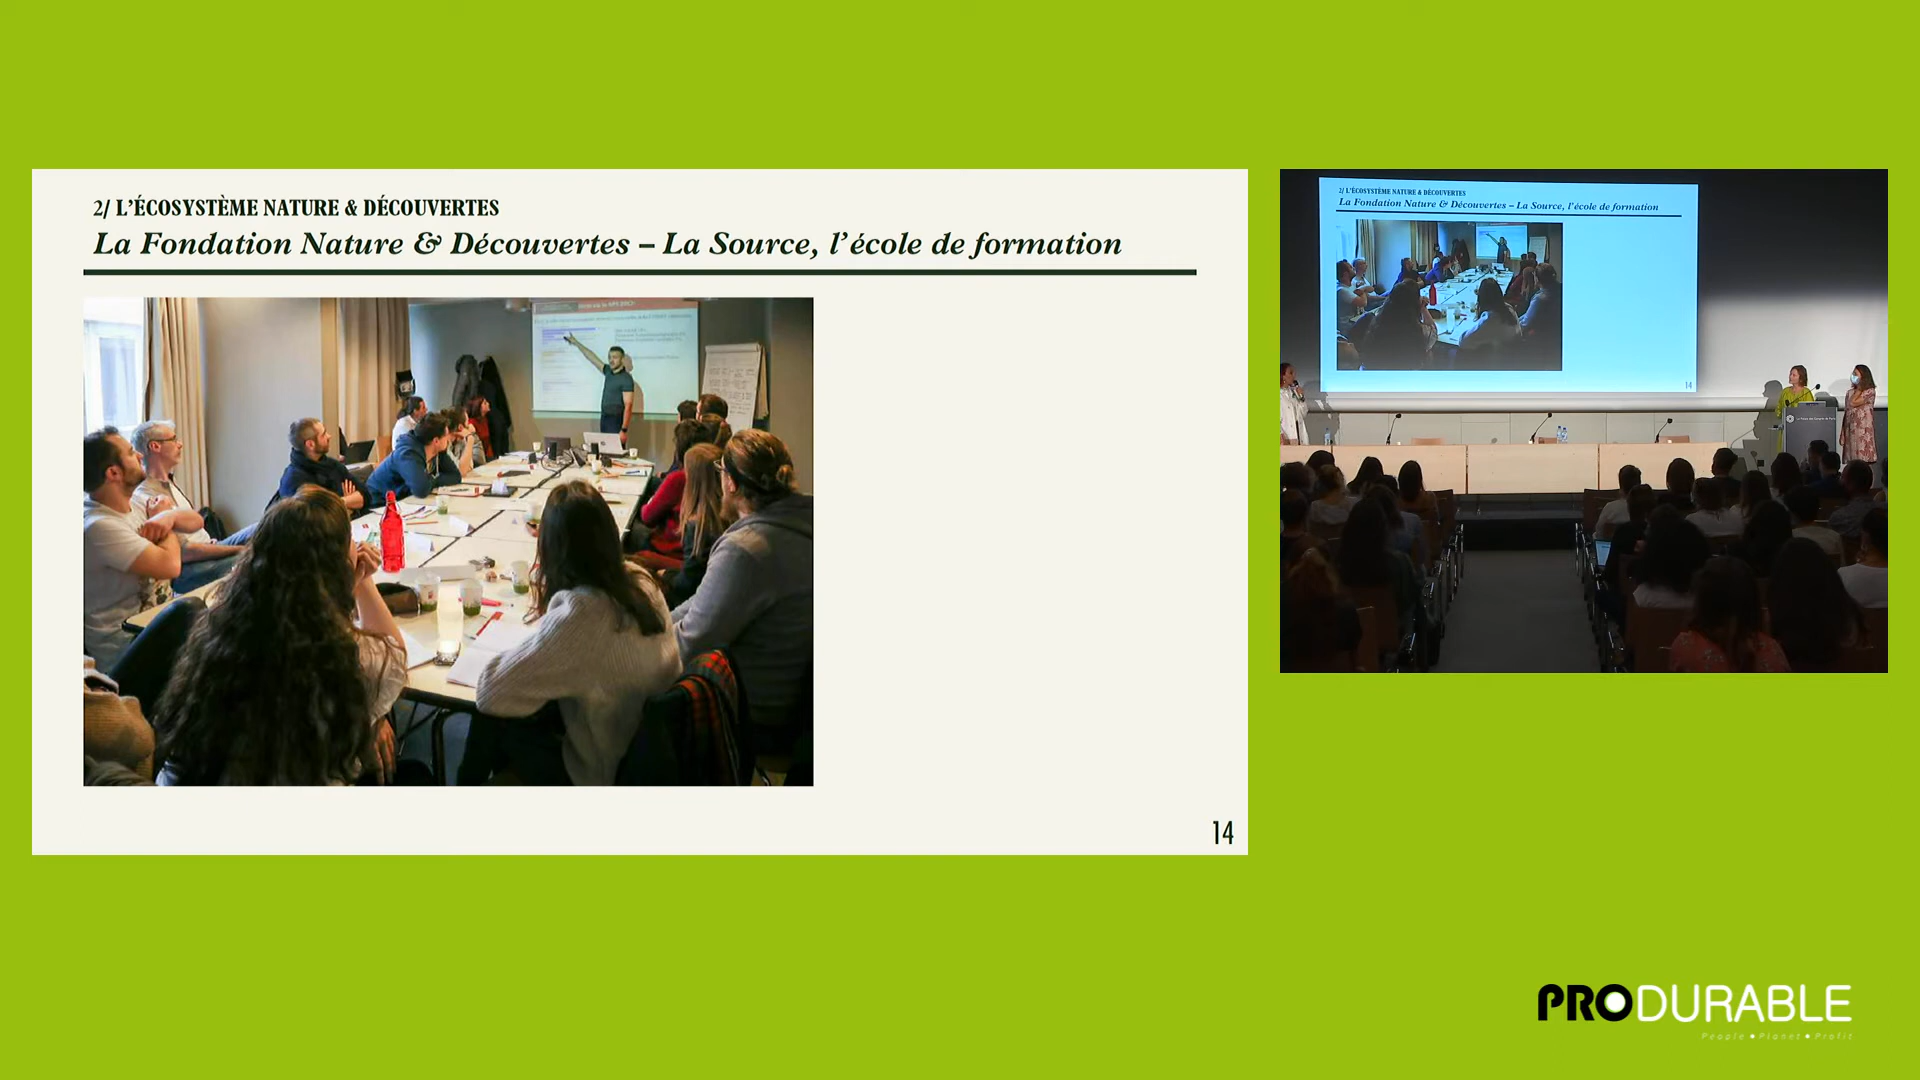 2/ L’ÉCOSYSTÈME NATURE & DÉCOUVERTES
La Fondation Nature & Découvertes – La Source, l’école de formation
14
2/ L’ÉCOSYSTÈME NATURE & DÉCOUVERTES
La Fondation Nature & Découvertes – La Source, l’école de formation
14
PRODURABLE
People • Planet • Profit